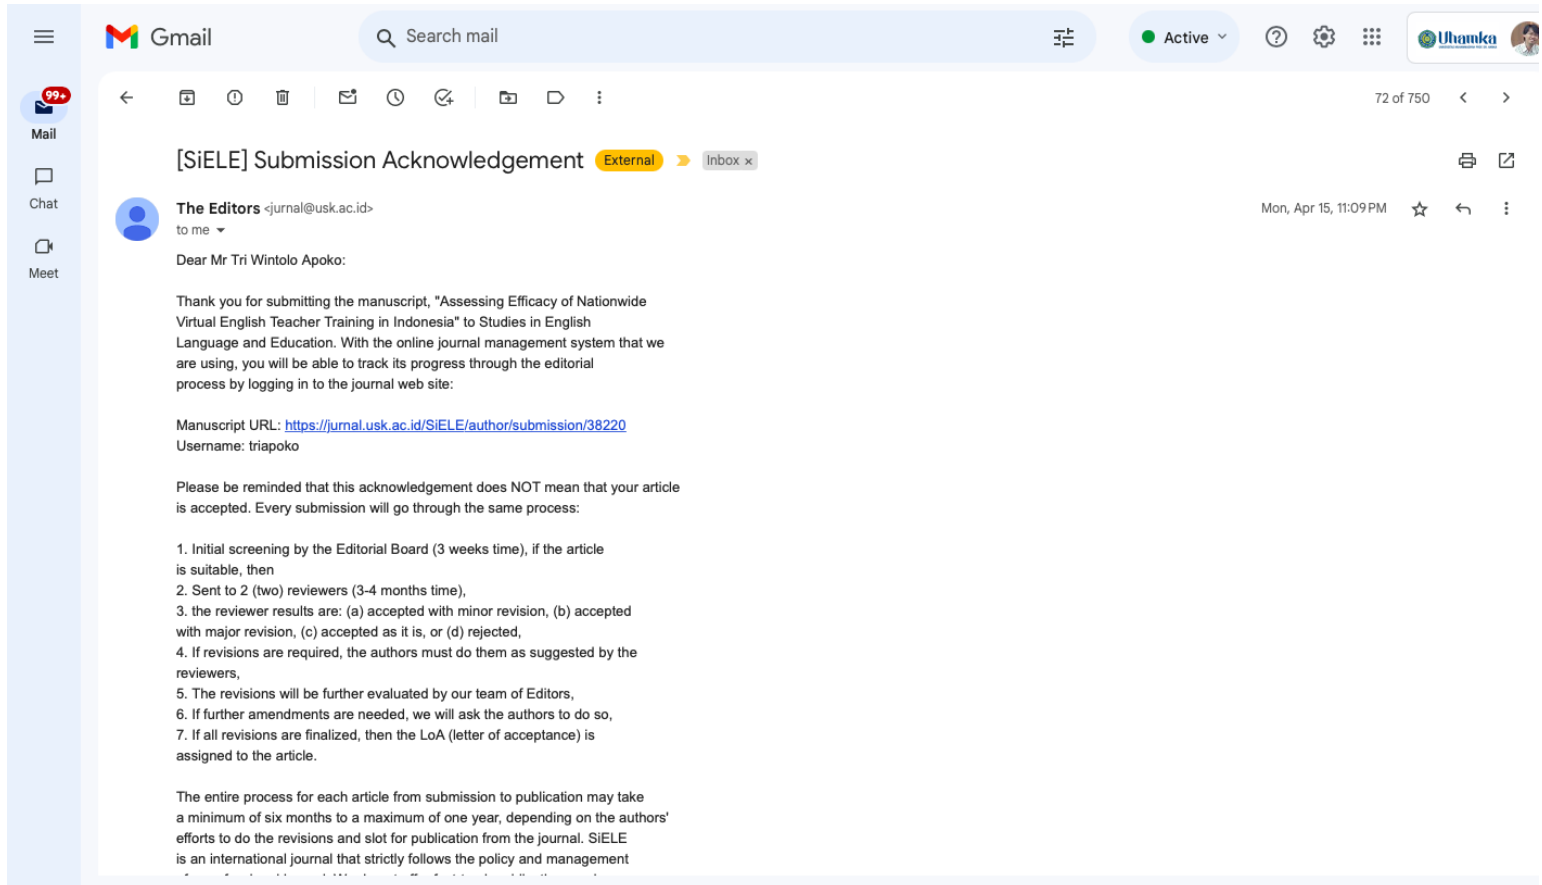 Gmail
Search mail
Active
Uhamka
99+
Mail
Chat
Meet
72 of 750
[SiELE] Submission Acknowledgement External Inbox ×
The Editors <jurnal@usk.ac.id>
Mon, Apr 15, 11:09 PM
to me
Dear Mr Tri Wintolo Apoko:
Thank you for submitting the manuscript, "Assessing Efficacy of Nationwide
Virtual English Teacher Training in Indonesia" to Studies in English
Language and Education. With the online journal management system that we
are using, you will be able to track its progress through the editorial
process by logging in to the journal web site:
Manuscript URL: https://jurnal.usk.ac.id/SiELE/author/submission/38220
Username: triapoko
Please be reminded that this acknowledgement does NOT mean that your article
is accepted. Every submission will go through the same process:
1. Initial screening by the Editorial Board (3 weeks time), if the article
is suitable, then
2. Sent to 2 (two) reviewers (3-4 months time),
3. the reviewer results are: (a) accepted with minor revision, (b) accepted
with major revision, (c) accepted as it is, or (d) rejected,
4. If revisions are required, the authors must do them as suggested by the
reviewers,
5. The revisions will be further evaluated by our team of Editors,
6. If further amendments are needed, we will ask the authors to do so,
7. If all revisions are finalized, then the LoA (letter of acceptance) is
assigned to the article.
The entire process for each article from submission to publication may take
a minimum of six months to a maximum of one year, depending on the authors'
efforts to do the revisions and slot for publication from the journal. SiELE
is an international journal that strictly follows the policy and management